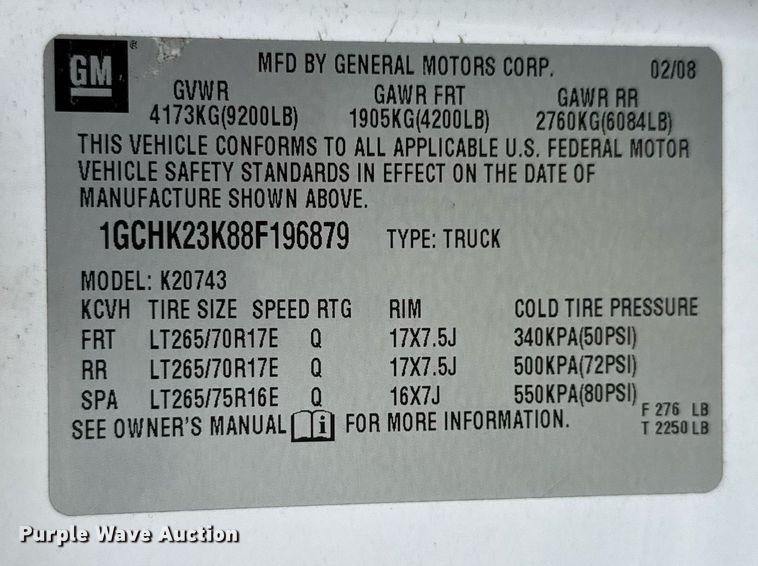 GM ®
MFD BY GENERAL MOTORS CORP. 02/08
GVWR GAWR FRT GAWR RR
4173KG(9200LB) 1905KG(4200LB) 2760KG(6084LB)
THIS VEHICLE CONFORMS TO ALL APPLICABLE U.S. FEDERAL MOTOR
VEHICLE SAFETY STANDARDS IN EFFECT ON THE DATE OF
MANUFACTURE SHOWN ABOVE.
1GCHK23K88F196879 TYPE: TRUCK
MODEL: K20743
KCVH TIRE SIZE SPEED RTG RIM COLD TIRE PRESSURE
FRT LT265/70R17E Q 17X7.5J 340KPA(50PSI)
RR LT265/70R17E Q 17X7.5J 500KPA(72PSI)
SPA LT265/75R16E Q 16X7J 550KPA(80PSI)
F 276 LB
SEE OWNER'S MANUAL i FOR MORE INFORMATION.
T 2250 LB
Purple Wave Auction